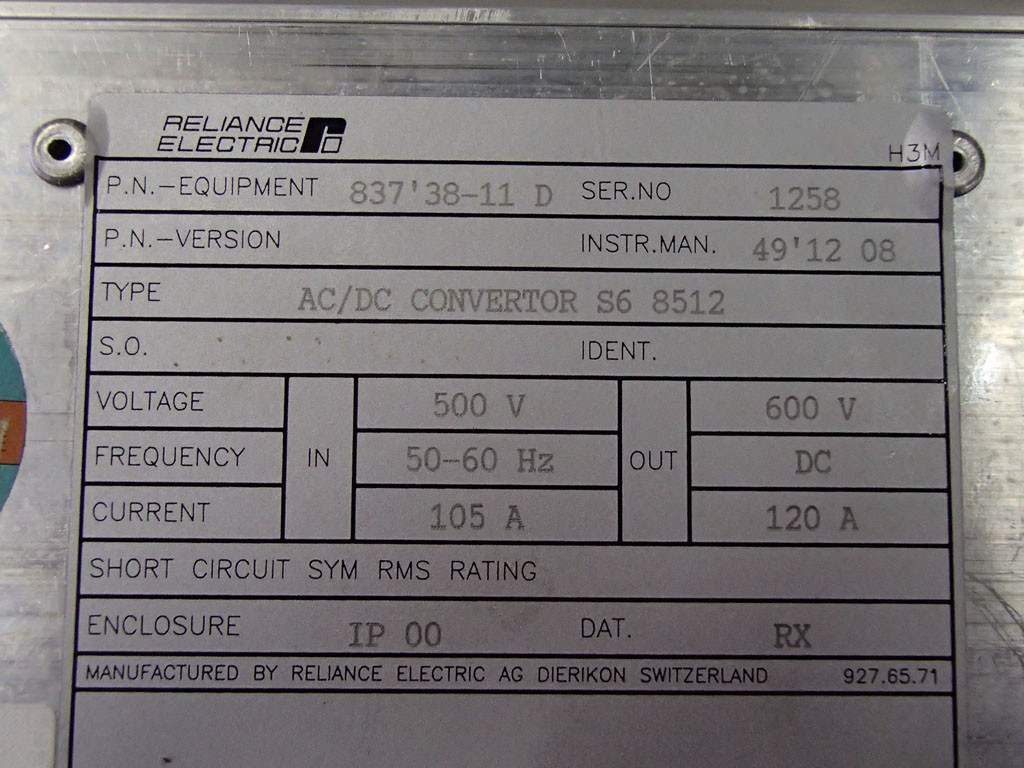 RELIANCE
ELECTRIC
H3M
P.N.-EQUIPMENT 837'38-11 D SER.NO 1258
P.N.-VERSION INSTR.MAN. 49'12 08
TYPE AC/DC CONVERTOR S6 8512
S.O. IDENT.
VOLTAGE 500 V 600 V
FREQUENCY IN 50-60 Hz OUT DC
CURRENT 105 A 120 A
SHORT CIRCUIT SYM RMS RATING
ENCLOSURE IP 00 DAT. RX
MANUFACTURED BY RELIANCE ELECTRIC AG DIERIKON SWITZERLAND 927.65.71